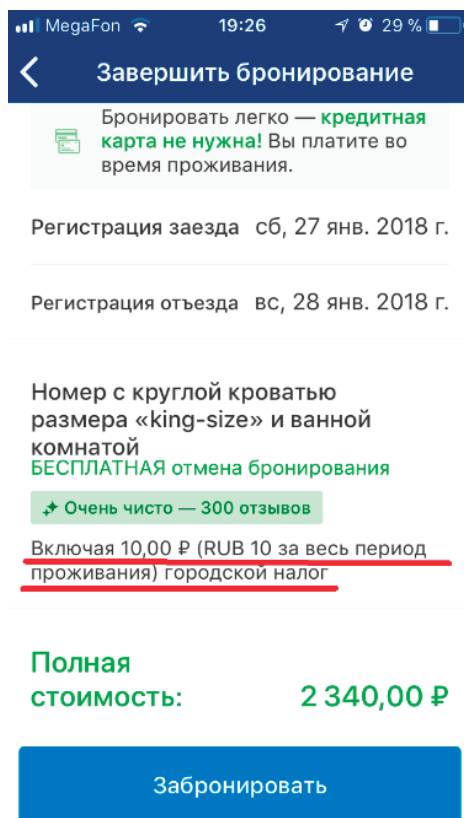 MegaFon 19:26 29 %
Завершить бронирование
Бронировать легко — кредитная
карта не нужна! Вы платите во
время проживания.
Регистрация заезда сб, 27 янв. 2018 г.
Регистрация отъезда вс, 28 янв. 2018 г.
Номер с круглой кроватью
размера «king-size» и ванной
комнатой
БЕСПЛАТНАЯ отмена бронирования
Очень чисто — 300 отзывов
Включая 10,00 ₽ (RUB 10 за весь период
проживания) городской налог
Полная
стоимость: 2 340,00 ₽
Забронировать